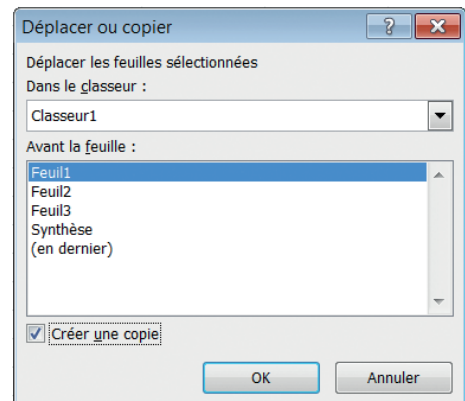 Déplacer ou copier
Déplacer les feuilles sélectionnées
Dans le classeur :
Classeur1
Avant la feuille :
Feuil1
Feuil2
Feuil3
Synthèse
(en dernier)
Créer une copie
OK Annuler